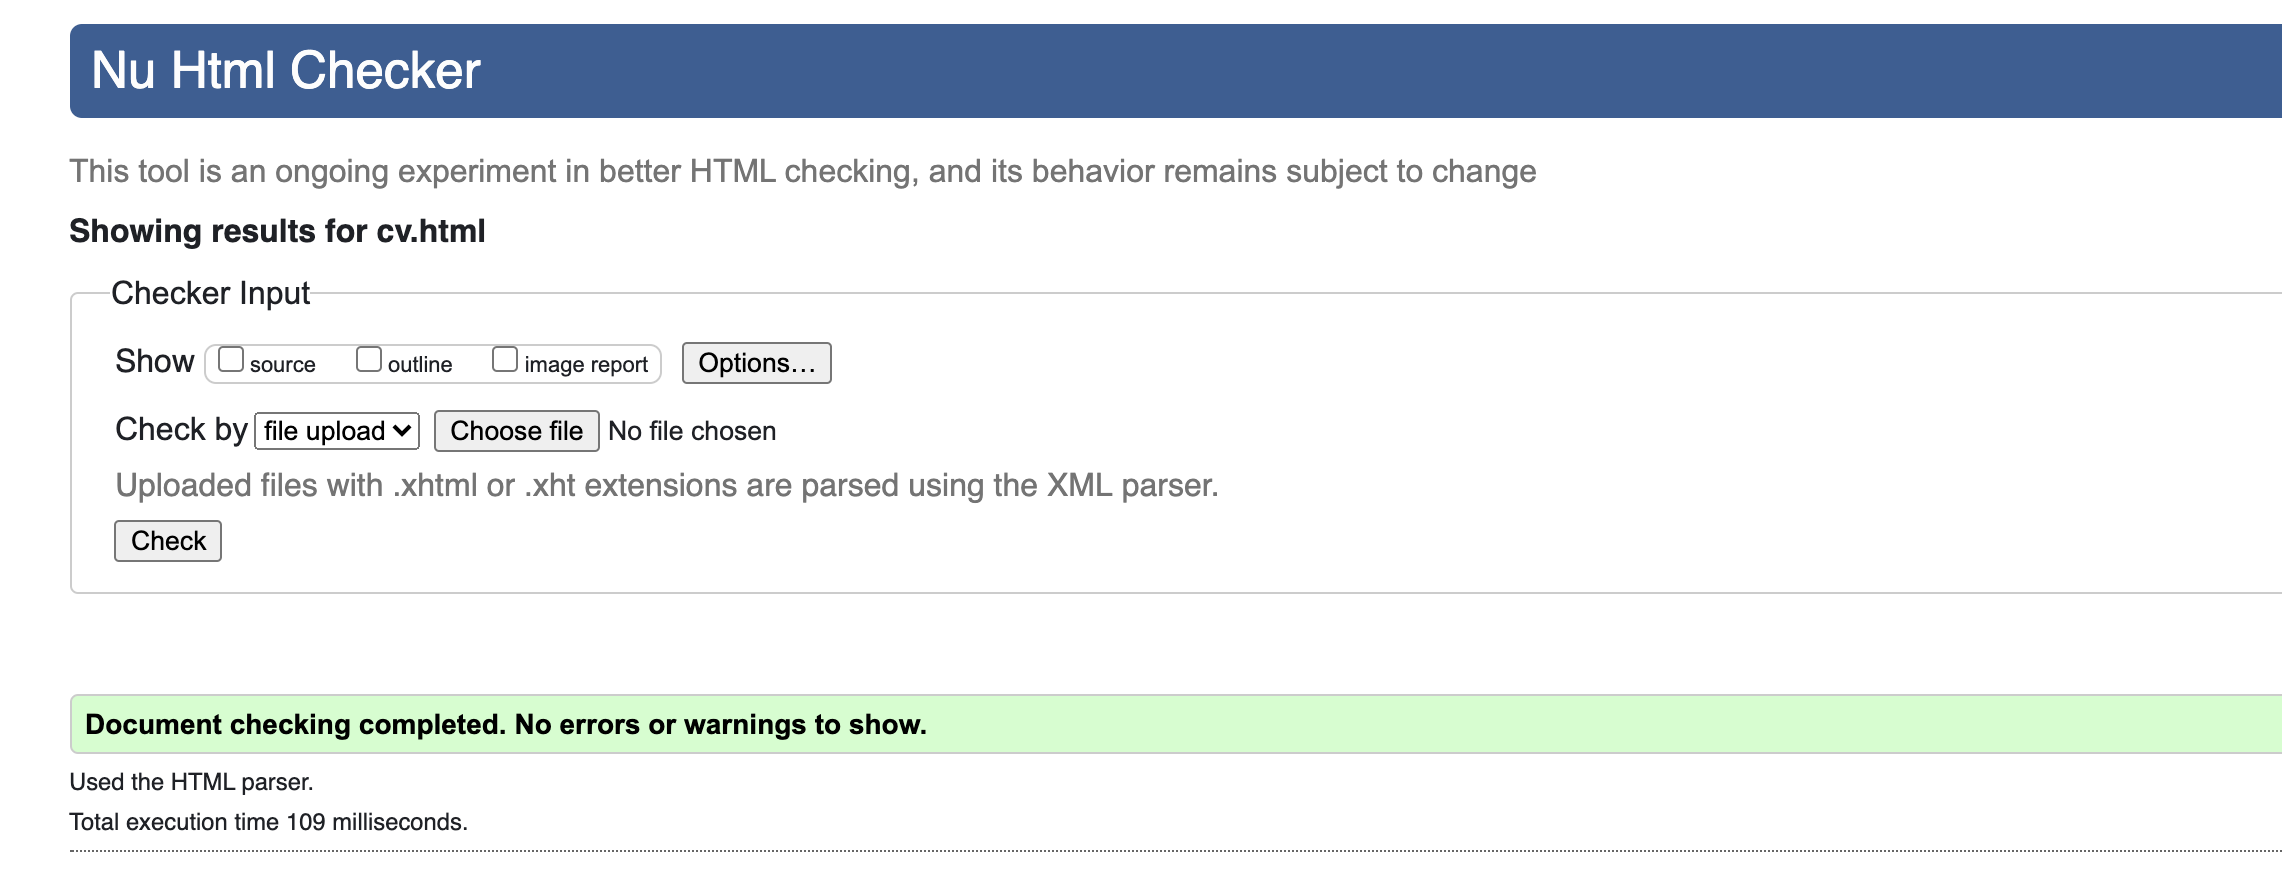 Nu Html Checker
This tool is an ongoing experiment in better HTML checking, and its behavior remains subject to change
Showing results for cv.html
Checker Input
Show source outline image report Options…
Check by file upload Choose file No file chosen
Uploaded files with .xhtml or .xht extensions are parsed using the XML parser.
Check
Document checking completed. No errors or warnings to show.
Used the HTML parser.
Total execution time 109 milliseconds.